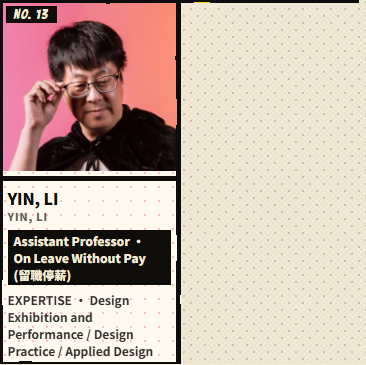 NO. 13
YIN, LI
YIN, LI
Assistant Professor ・
On Leave Without Pay
(留職停薪)
EXPERTISE ・ Design
Exhibition and
Performance / Design
Practice / Applied Design